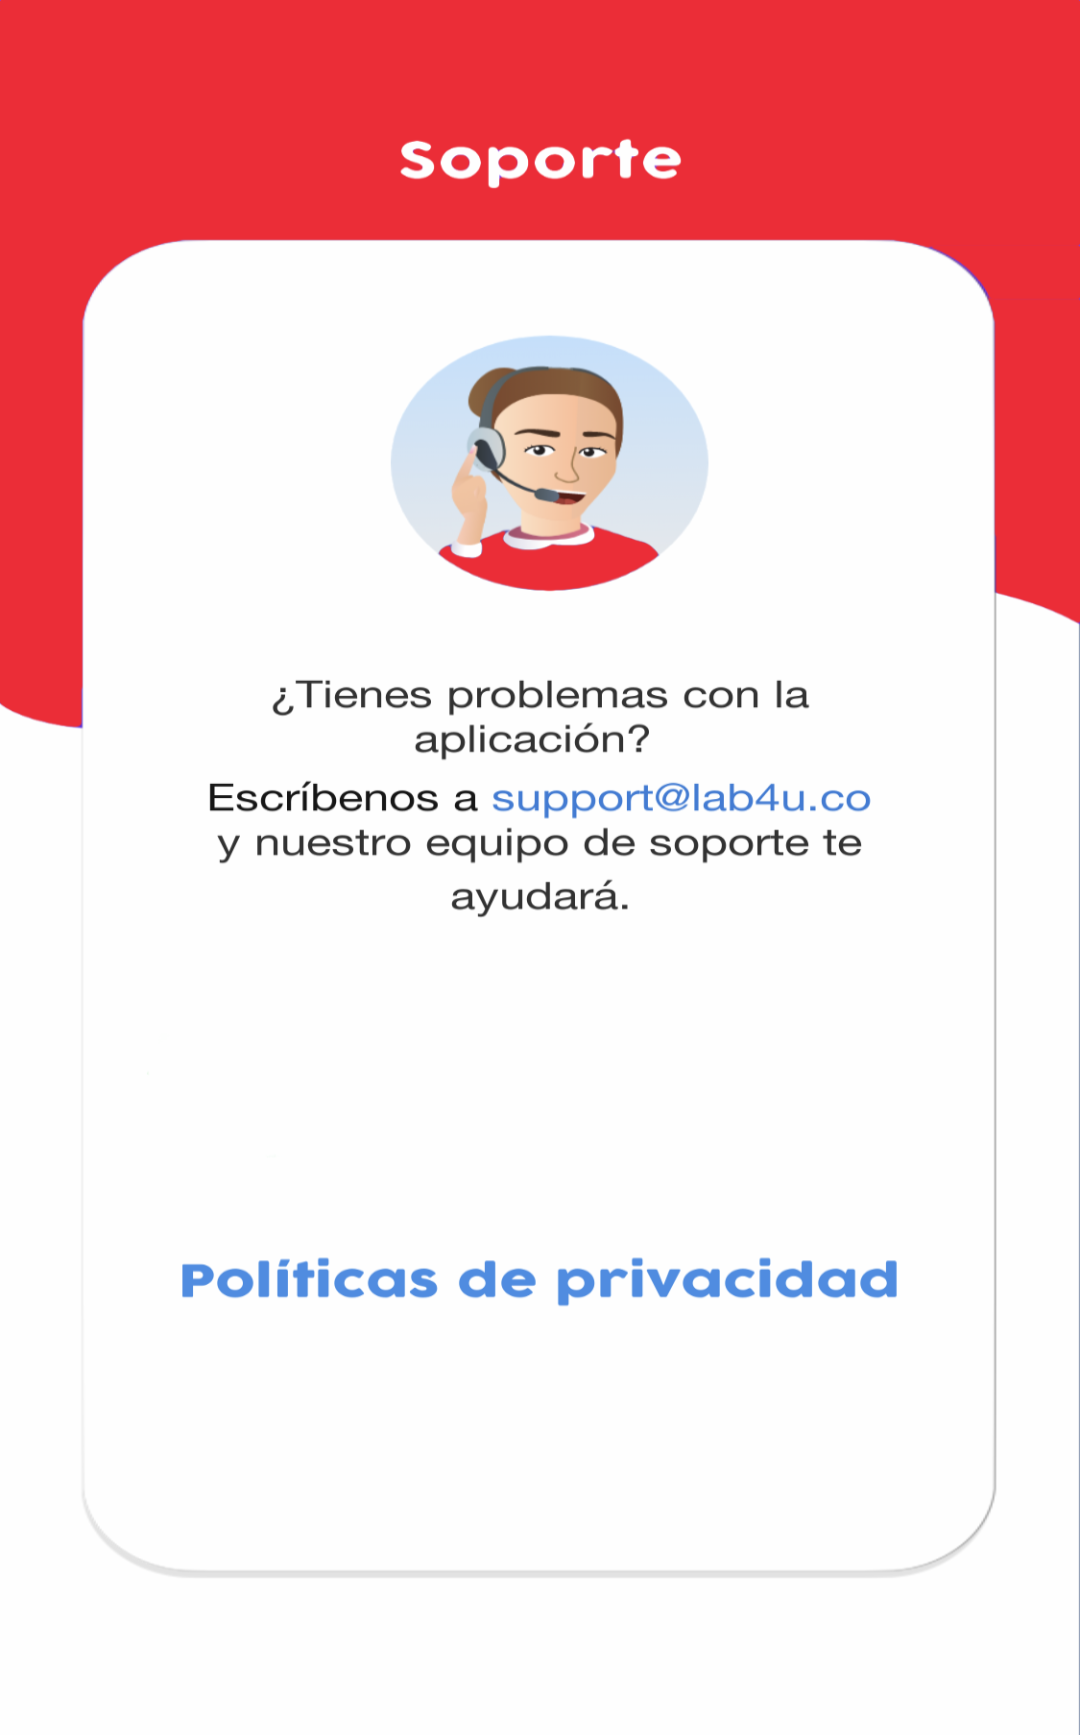 Soporte
¿Tienes problemas con la
aplicación?
Escríbenos a support@lab4u.co
y nuestro equipo de soporte te
ayudará.
Políticas de privacidad